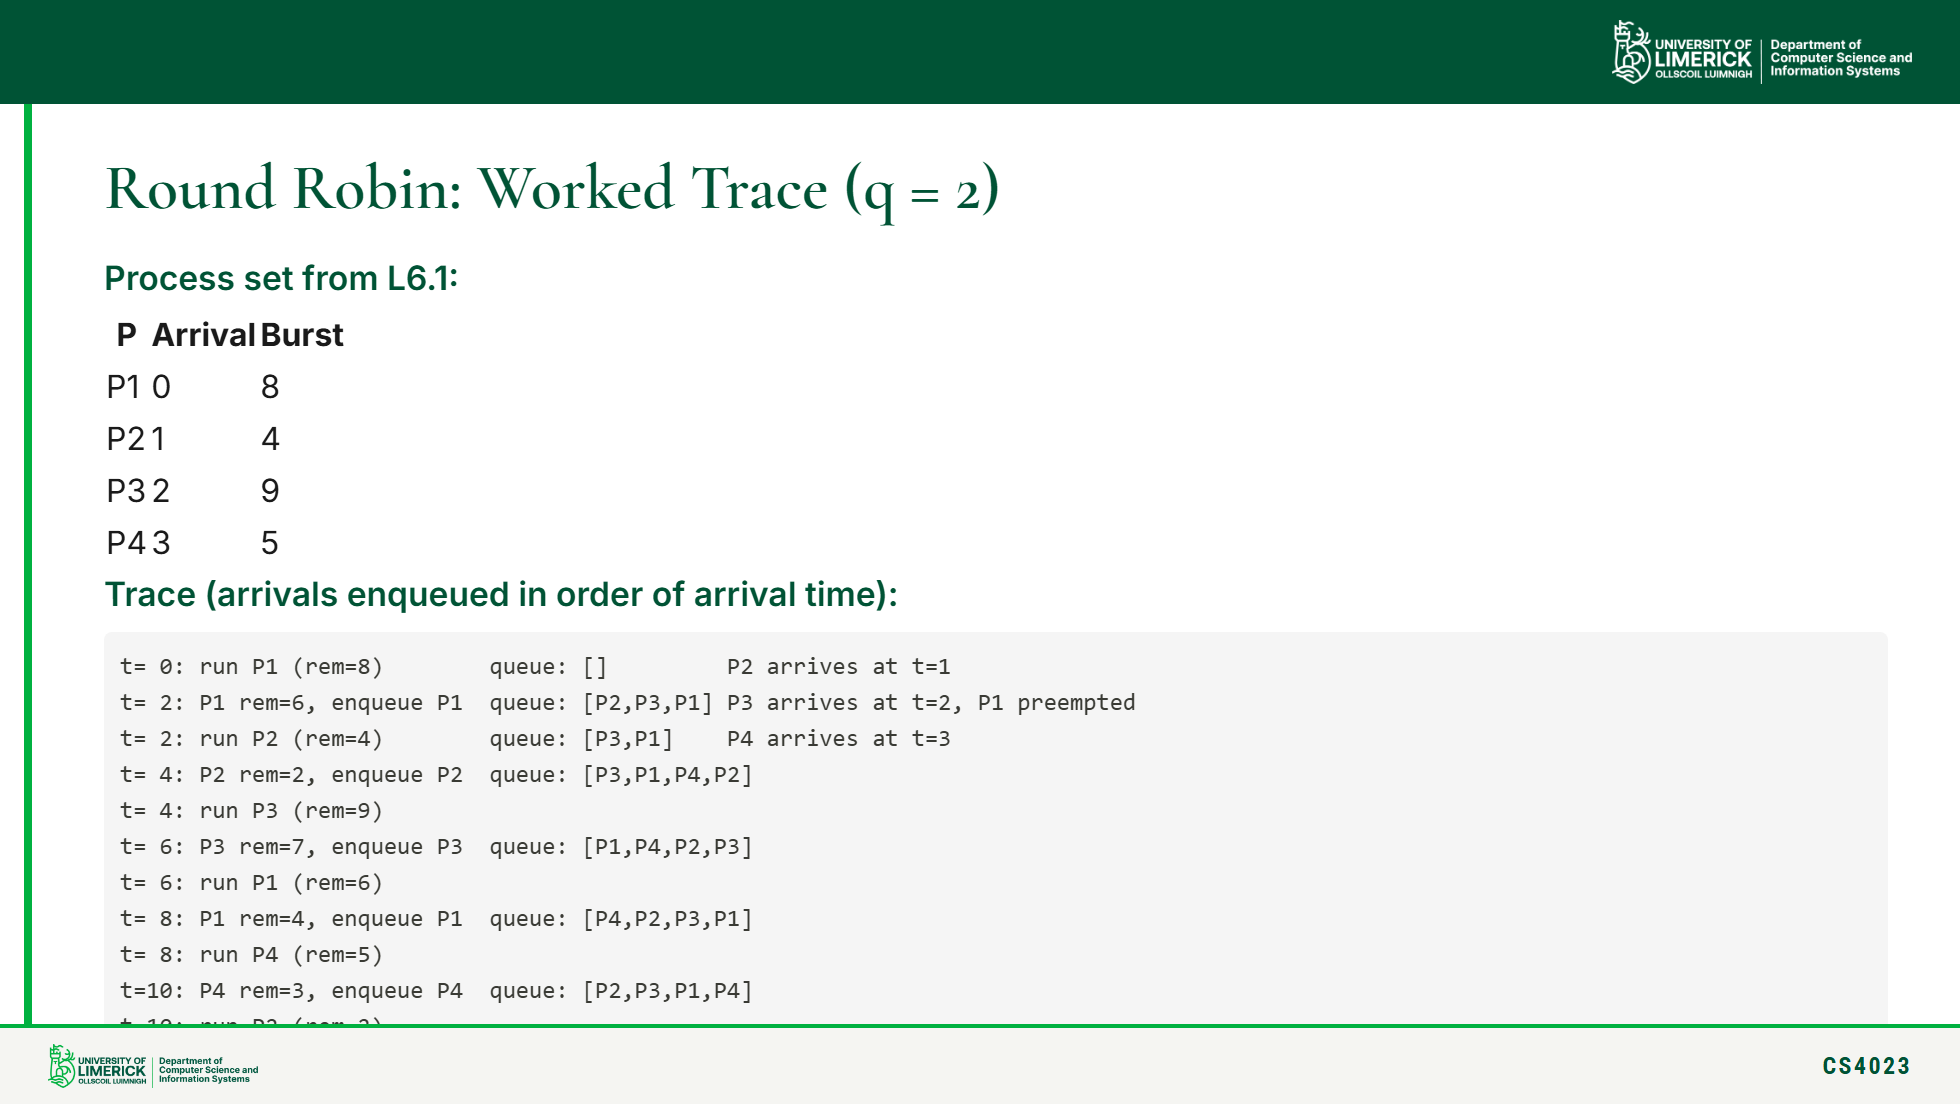 UNIVERSITY OF
LIMERICK
OLLSCOIL LUIMNIGH
Department of
Computer Science and
Information Systems
Round Robin: Worked Trace (q = 2)
Process set from L6.1:
P Arrival Burst
P1 0 8
P2 1 4
P3 2 9
P4 3 5
Trace (arrivals enqueued in order of arrival time):
t= 0: run P1 (rem=8)        queue: []         P2 arrives at t=1
t= 2: P1 rem=6, enqueue P1  queue: [P2,P3,P1] P3 arrives at t=2, P1 preempted
t= 2: run P2 (rem=4)        queue: [P3,P1]    P4 arrives at t=3
t= 4: P2 rem=2, enqueue P2  queue: [P3,P1,P4,P2]
t= 4: run P3 (rem=9)
t= 6: P3 rem=7, enqueue P3  queue: [P1,P4,P2,P3]
t= 6: run P1 (rem=6)
t= 8: P1 rem=4, enqueue P1  queue: [P4,P2,P3,P1]
t= 8: run P4 (rem=5)
t=10: P4 rem=3, enqueue P4  queue: [P2,P3,P1,P4]
UNIVERSITY OF
LIMERICK
OLLSCOIL LUIMNIGH
Department of
Computer Science and
Information Systems
CS4023